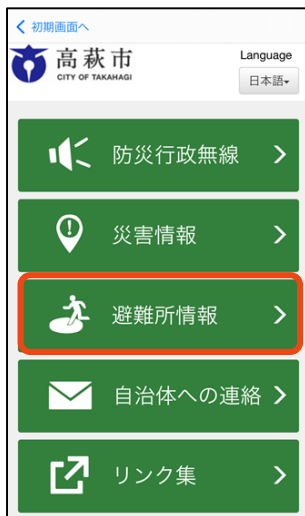 初期画面へ
高萩市
CITY OF TAKAHAGI
Language
日本語
防災行政無線
災害情報
避難所情報
自治体への連絡
リンク集